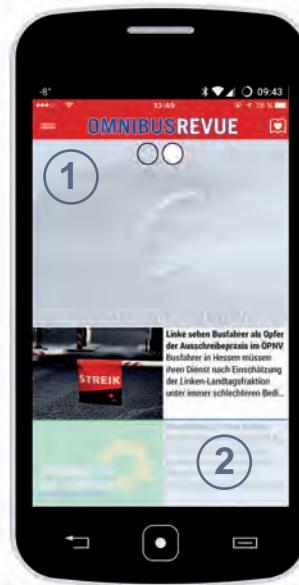 -8° 09:43
13:40 78 %
OMNIBUSREVUE
1
STREIK
Linke sehen Busfahrer als Opfer
der Ausschreibepraxis im ÖPNV
Busfahrer in Hessen müssen
ihren Dienst nach Einschätzung
der Linken-Landtagsfraktion
unter immer schlechteren Bedi...
2